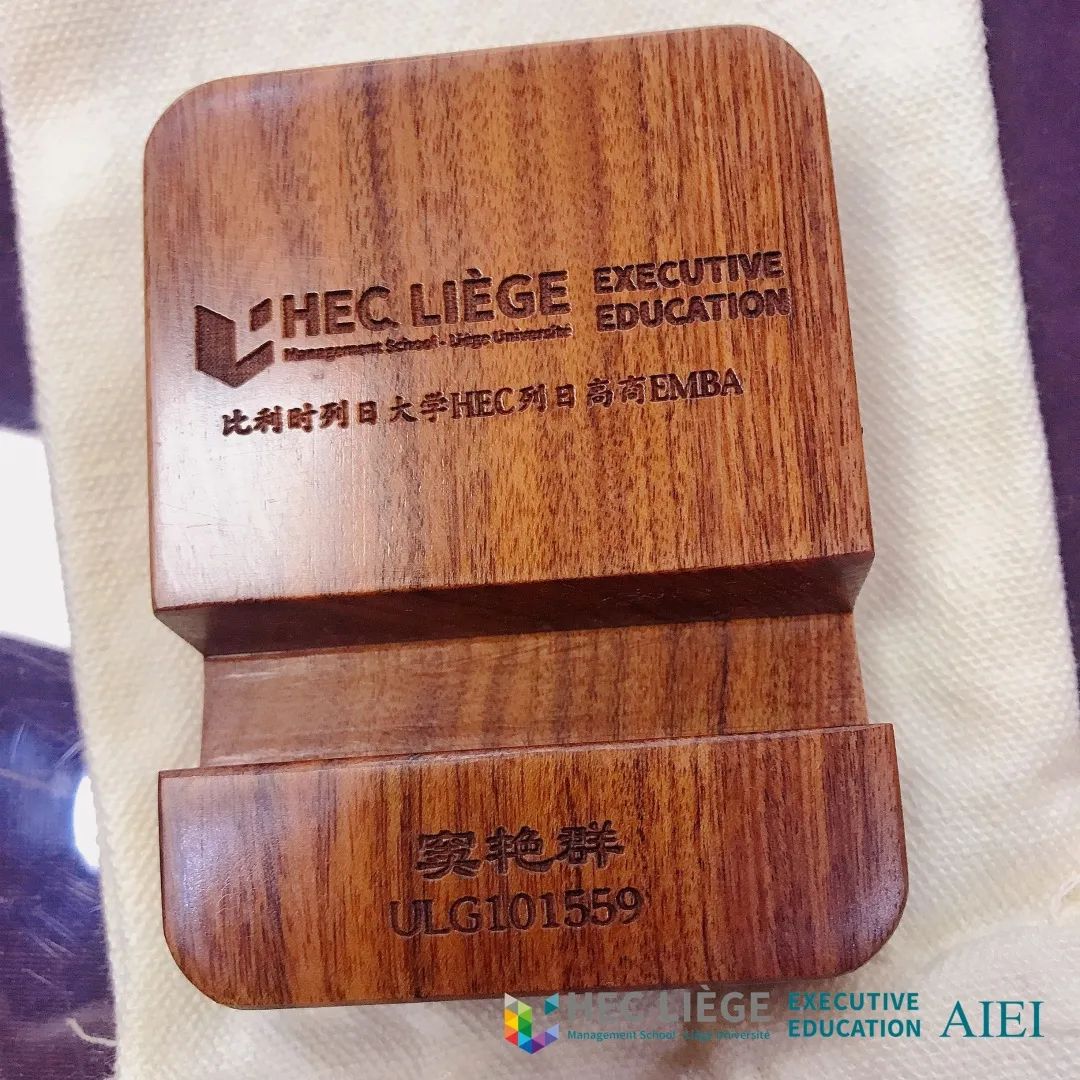 HEC LIÈGE
Management School - Liège Université
EXECUTIVE
EDUCATION
比利时列日大学HEC列日高商EMBA
窦艳群
ULG101559
HEC LIÈGE
Management School - Liège Université
EXECUTIVE
EDUCATION
AIEI